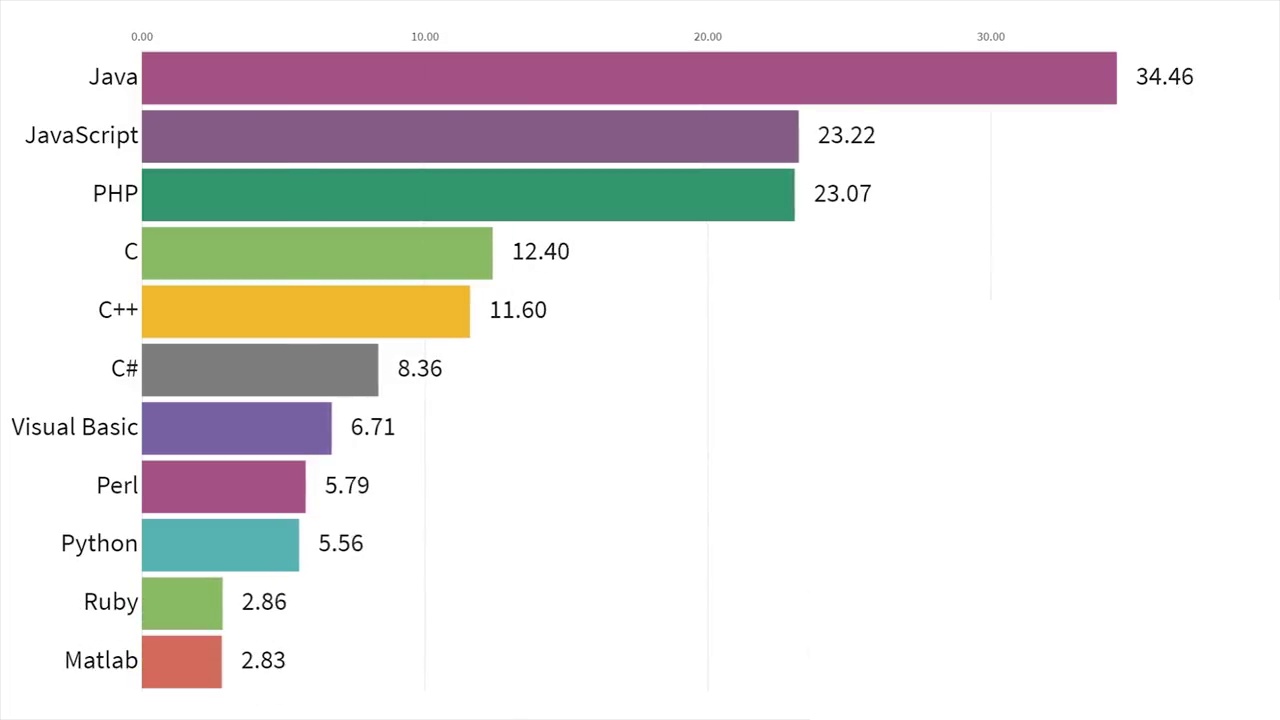 0.00 10.00 20.00 30.00
Java 34.46
JavaScript 23.22
PHP 23.07
C 12.40
C++ 11.60
C# 8.36
Visual Basic 6.71
Perl 5.79
Python 5.56
Ruby 2.86
Matlab 2.83